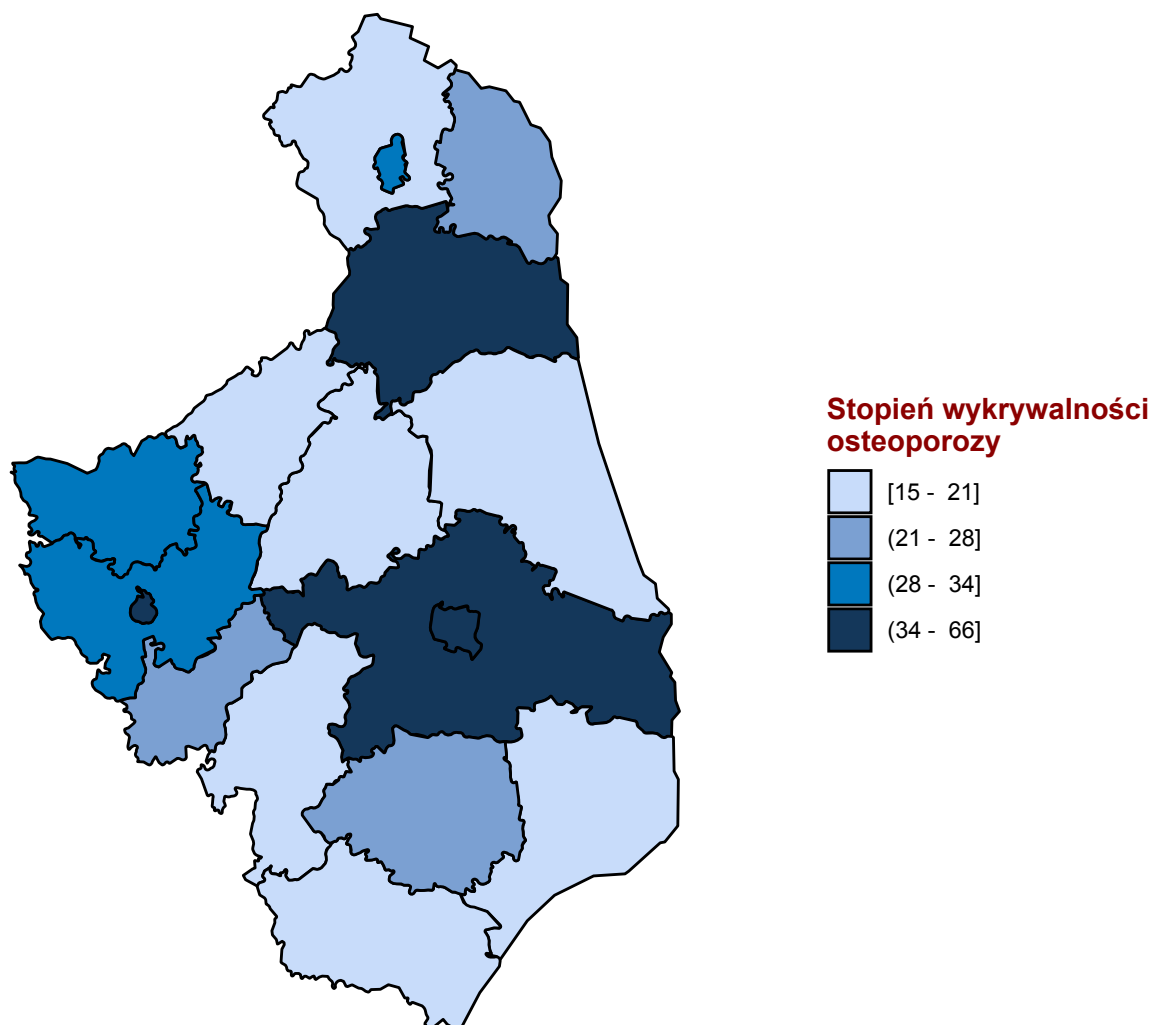 Stopień wykrywalności
osteoporozy
[15 - 21]
(21 - 28]
(28 - 34]
(34 - 66]